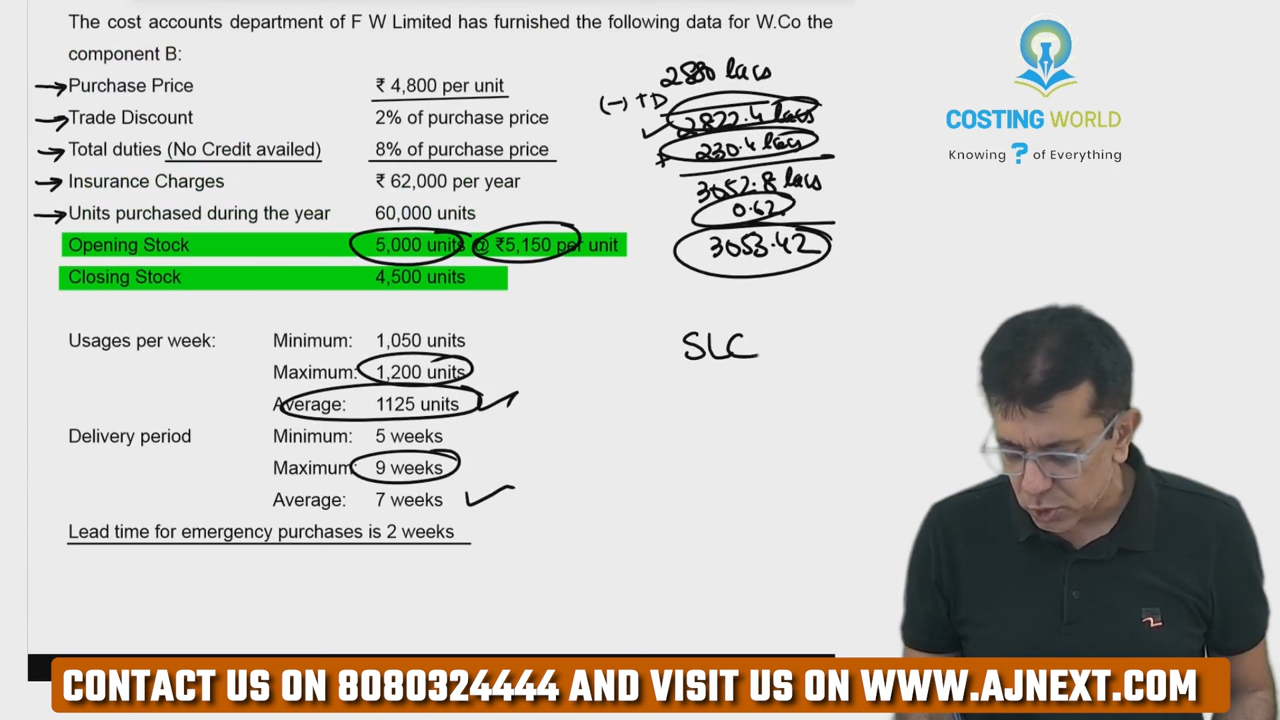 The cost accounts department of F W Limited has furnished the following data for W.Co the
component B:
Purchase Price ₹ 4,800 per unit
Trade Discount 2% of purchase price
Total duties (No Credit availed) 8% of purchase price
Insurance Charges ₹ 62,000 per year
Units purchased during the year 60,000 units
Opening Stock 5,000 units @ ₹5,150 per unit
Closing Stock 4,500 units
Usages per week: Minimum: 1,050 units
Maximum: 1,200 units
Average: 1125 units
Delivery period Minimum: 5 weeks
Maximum: 9 weeks
Average: 7 weeks
Lead time for emergency purchases is 2 weeks
2880 lacs
(-) TD
2822.4 lacs
+ 230.4 lacs
3052.8 lacs
0.62
3053.42
SLC
COSTING WORLD
Knowing ? of Everything
CONTACT US ON 8080324444 AND VISIT US ON WWW.AJNEXT.COM